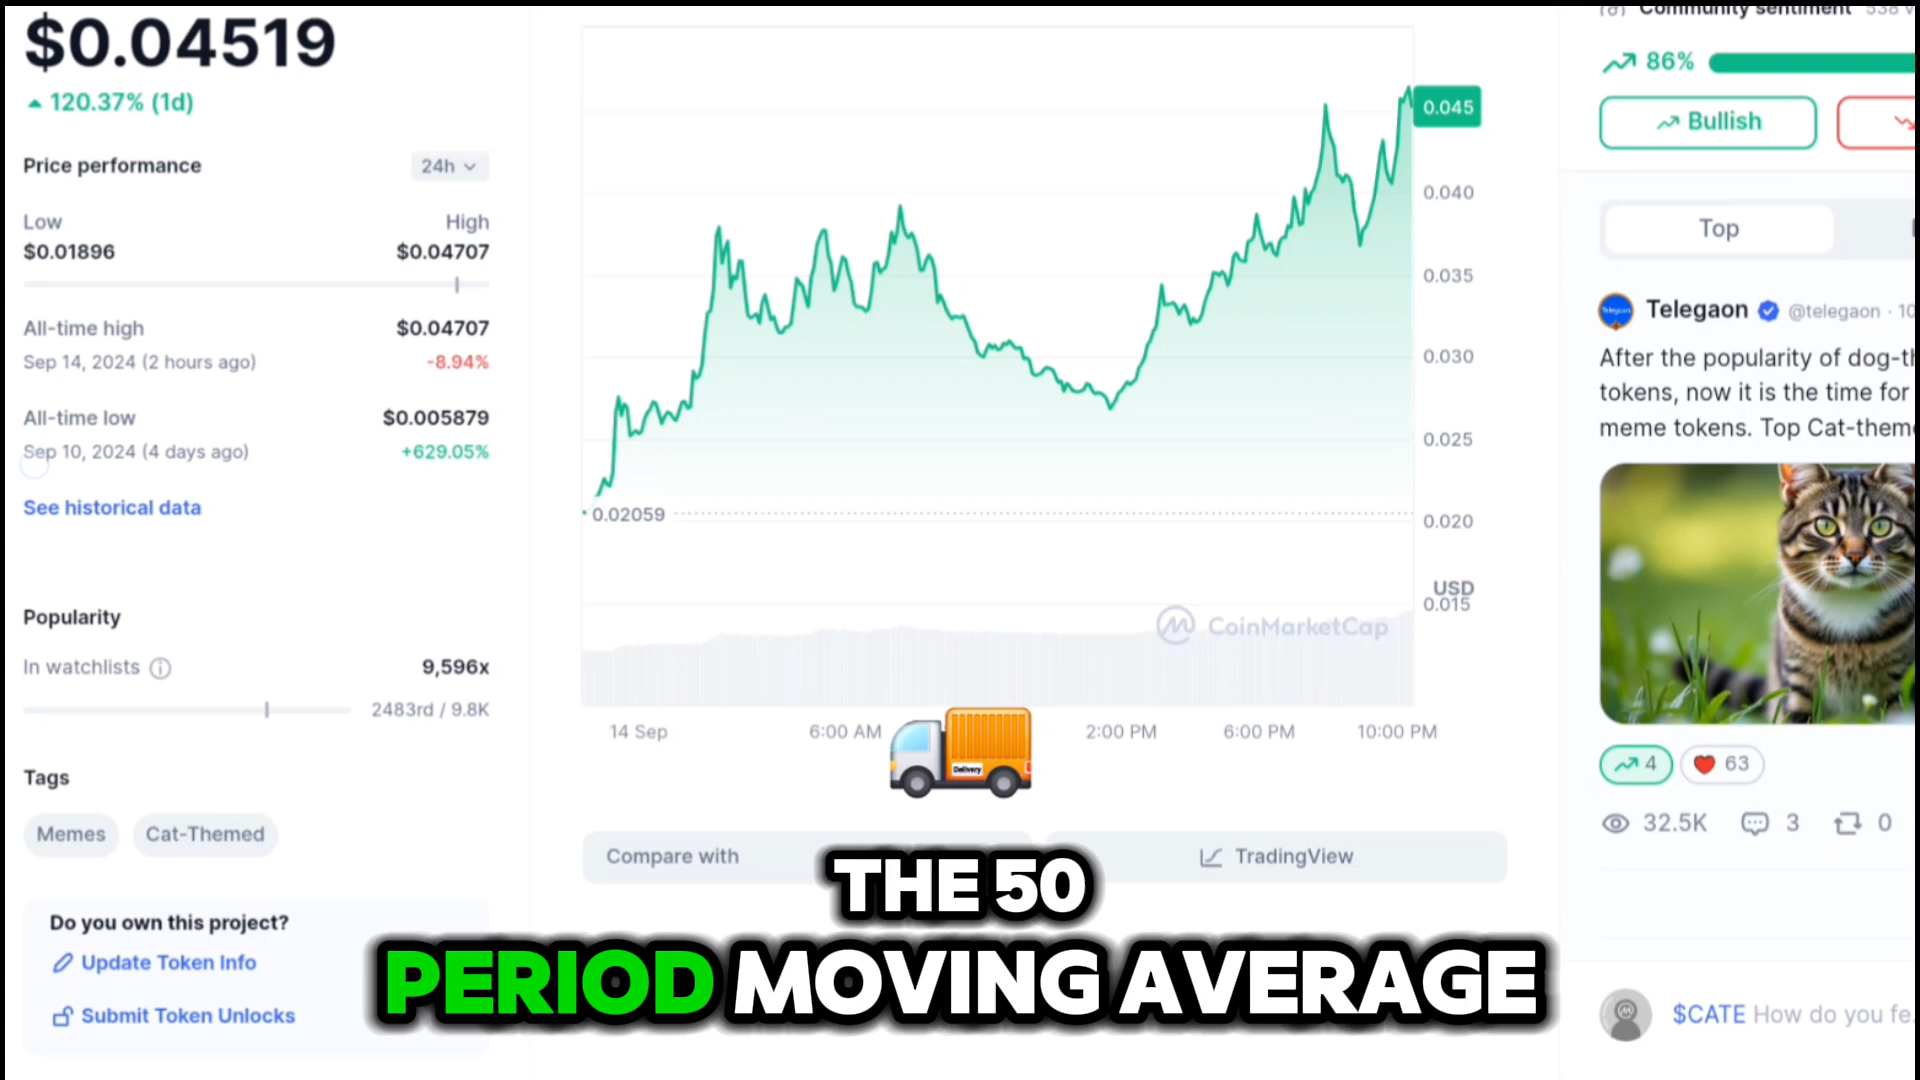 $0.04519
120.37% (1d)
Price performance
24h
Low
High
$0.01896
$0.04707
All-time high
$0.04707
Sep 14, 2024 (2 hours ago)
-8.94%
All-time low
$0.005879
Sep 10, 2024 (4 days ago)
+629.05%
See historical data
Popularity
In watchlists
9,596x
2483rd / 9.8K
Tags
Memes
Cat-Themed
Do you own this project?
Update Token Info
Submit Token Unlocks
0.045
0.040
0.035
0.030
0.025
0.02059
0.020
USD
0.015
CoinMarketCap
14 Sep
6:00 AM
2:00 PM
6:00 PM
10:00 PM
Delivery
Compare with
TradingView
THE 50
PERIOD MOVING AVERAGE
Community sentiment
86%
Bullish
Top
Telegaon
@telegaon
After the popularity of dog-t
tokens, now it is the time for
meme tokens. Top Cat-them
4
63
32.5K
3
0
$CATE How do you fe